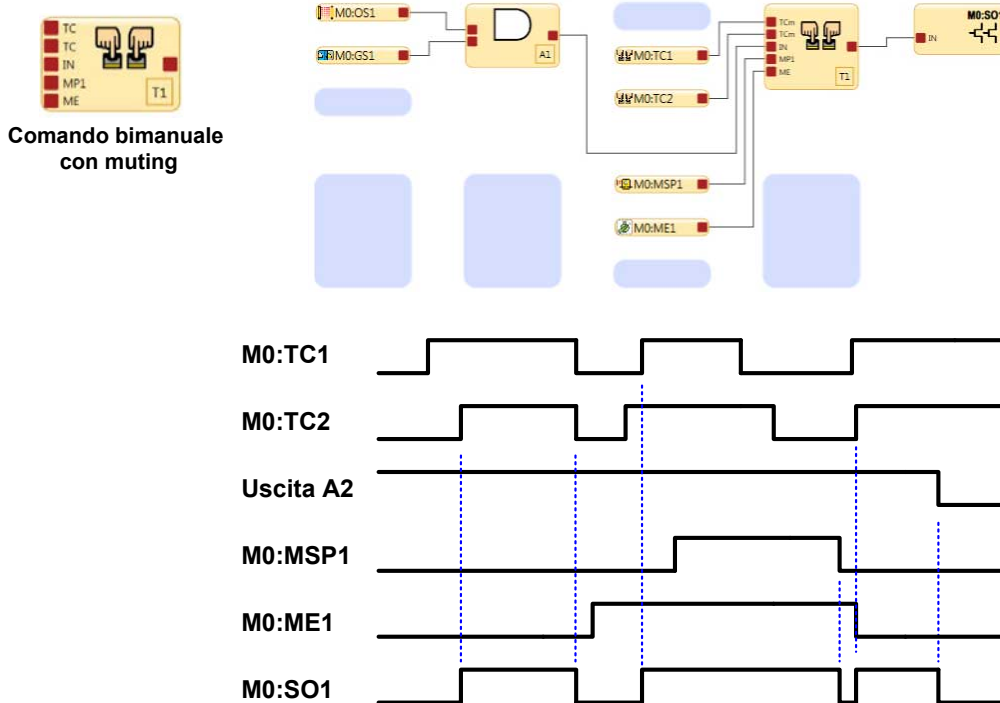 TC
TC
IN
MP1
ME
T1
Comando bimanuale
con muting
M0:OS1
M0:GS1
A1
M0:TC1
M0:TC2
M0:MSP1
M0:ME1
TCm
TCm
IN
MP1
ME
T1
M0:SO1
IN
M0:TC1
M0:TC2
Uscita A2
M0:MSP1
M0:ME1
M0:SO1